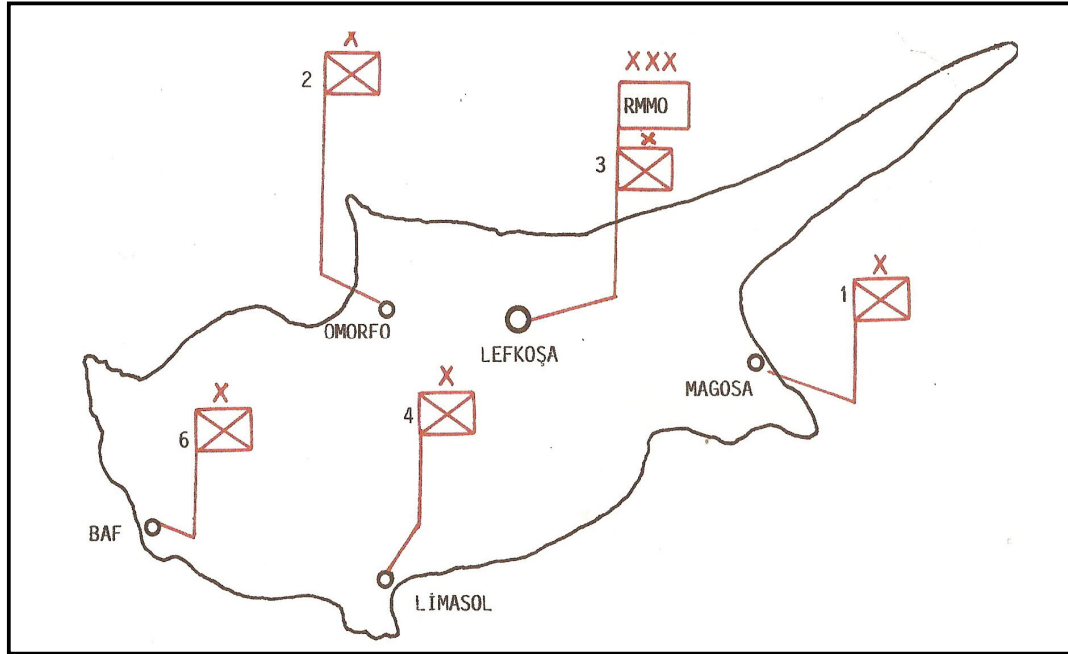 X
2
XXX
RMMO
X
3
X
1
OMORFO
LEFKOŞA
MAGOSA
X
4
X
6
BAF
LİMASOL